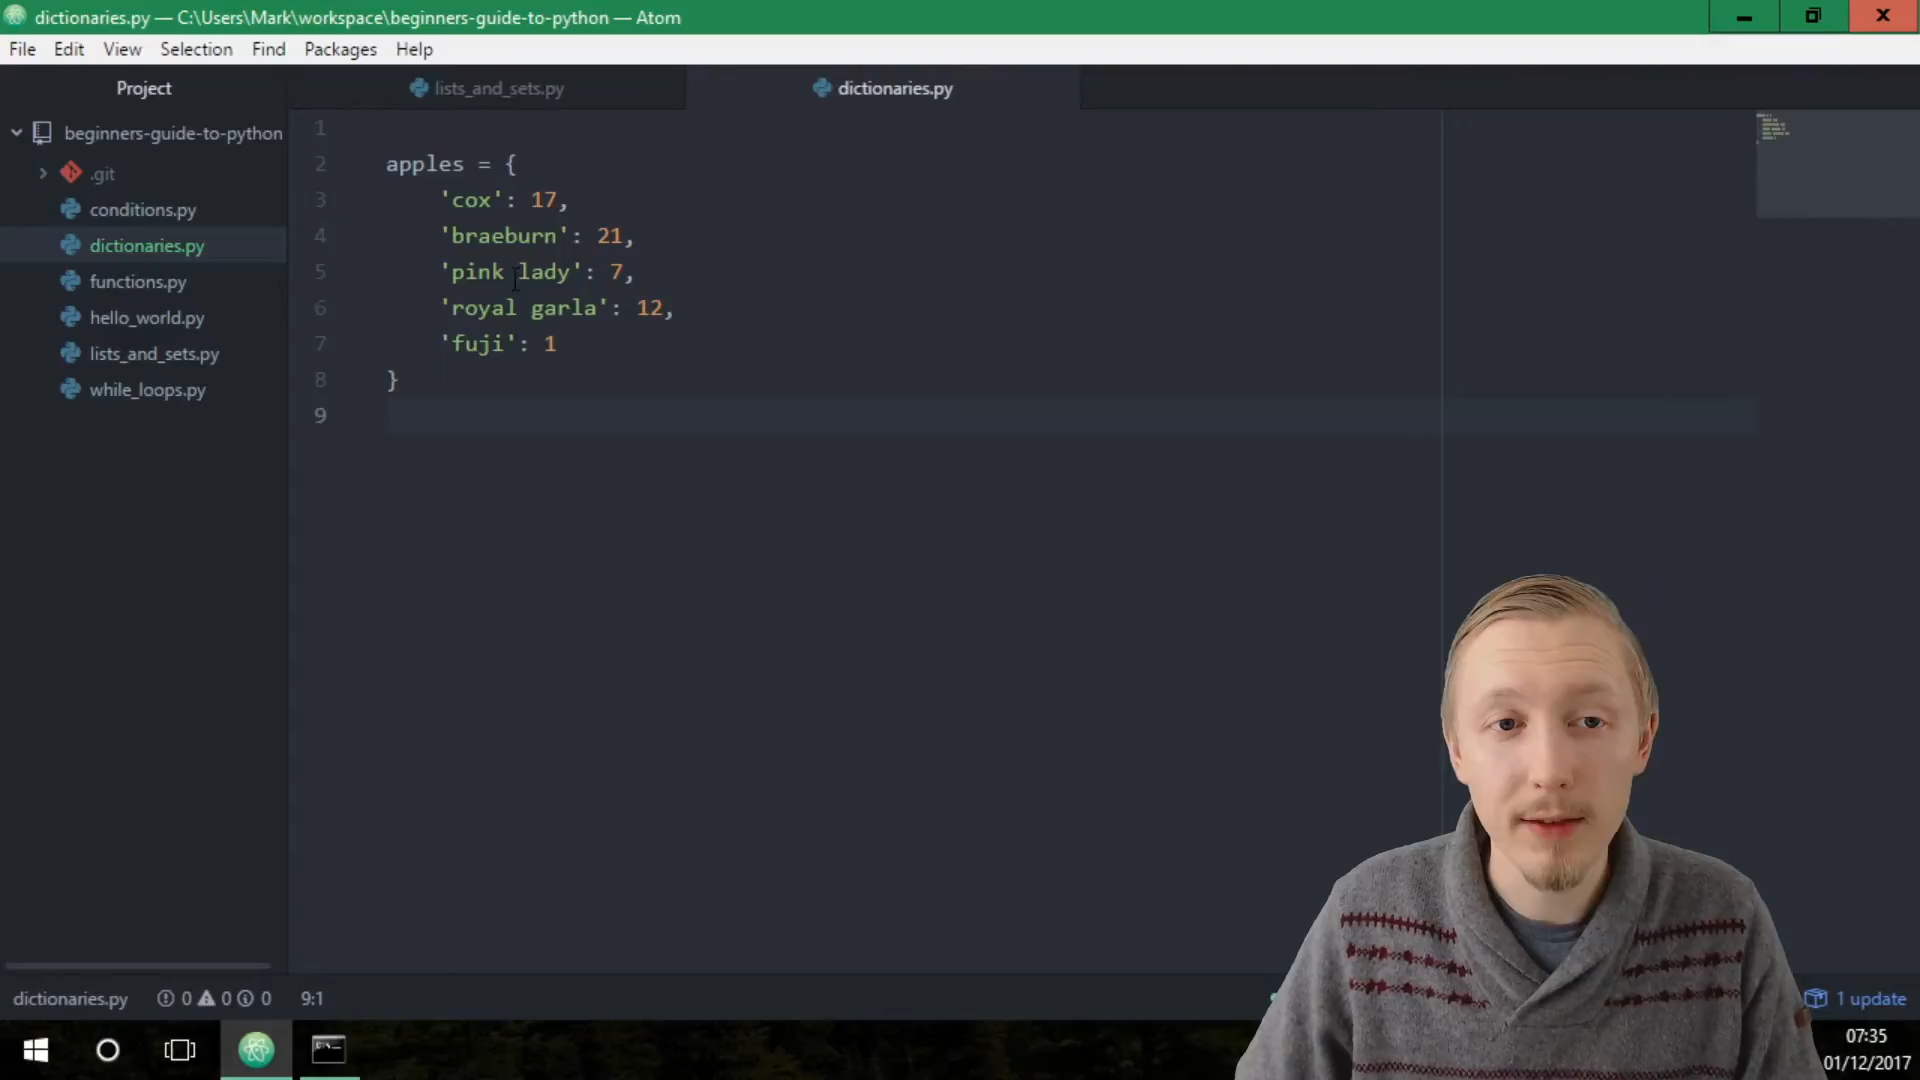 dictionaries.py — C:\Users\Mark\workspace\beginners-guide-to-python — Atom
File Edit View Selection Find Packages Help
Project
lists_and_sets.py
dictionaries.py
beginners-guide-to-python
.git
conditions.py
dictionaries.py
functions.py
hello_world.py
lists_and_sets.py
while_loops.py
1
2 apples = {
3 'cox': 17,
4 'braeburn': 21,
5 'pink lady': 7,
6 'royal garla': 12,
7 'fuji': 1
8 }
9
dictionaries.py 0 0 0 9:1
1 update
07:35
01/12/2017